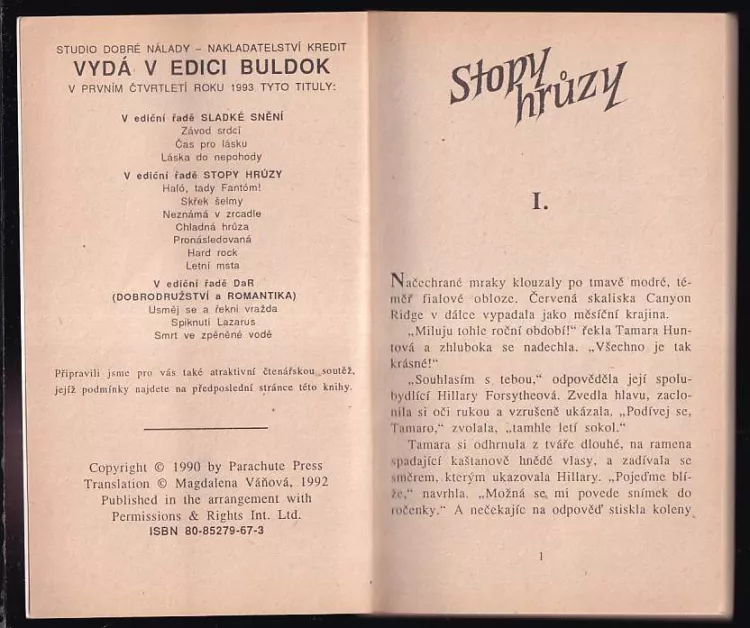 STUDIO DOBRÉ NÁLADY – NAKLADATELSTVÍ KREDIT
VYDÁ V EDICI BULDOK
V PRVNÍM ČTVRTLETÍ ROKU 1993 TYTO TITULY:
V ediční řadě SLADKÉ SNĚNÍ
Závod srdcí
Čas pro lásku
Láska do nepohody
V ediční řadě STOPY HRŮZY
Haló, tady Fantóm!
Skřek šelmy
Neznámá v zrcadle
Chladná hrůza
Pronásledovaná
Hard rock
Letní msta
V ediční řadě DaR
(DOBRODRUŽSTVÍ a ROMANTIKA)
Usměj se a řekni vražda
Spiknutí Lazarus
Smrt ve zpěněné vodě
Připravili jsme pro vás také atraktivní čtenářskou soutěž,
jejíž podmínky najdete na předposlední stránce této knihy.
Copyright © 1990 by Parachute Press
Translation © Magdalena Váňová, 1992
Published in the arrangement with
Permissions & Rights Int. Ltd.
ISBN 80-85279-67-3
Stopy
hrůzy
I.
Načechrané mraky klouzaly po tmavě modré, té-
měř fialové obloze. Červená skaliska Canyon
Ridge v dálce vypadala jako měsíční krajina.
„Miluju tohle roční období!“ řekla Tamara Hun-
tová a zhluboka se nadechla. „Všechno je tak
krásné!“
„Souhlasím s tebou,“ odpověděla její spolu-
bydlící Hillary Forsytheová. Zvedla hlavu, zaclo-
nila si oči rukou a vzrušeně ukázala. „Podívej se,
Tamaro,“ zvolala, „tamhle letí sokol.“
Tamara si odhrnula z tváře dlouhé, na ramena
spadající kaštanově hnědé vlasy, a zadívala se
směrem, kterým ukazovala Hillary. „Pojeďme blí-
že,“ navrhla. „Možná se mi povede snímek do
ročenky.“ A nečekajíc na odpověď stiskla koleny
1